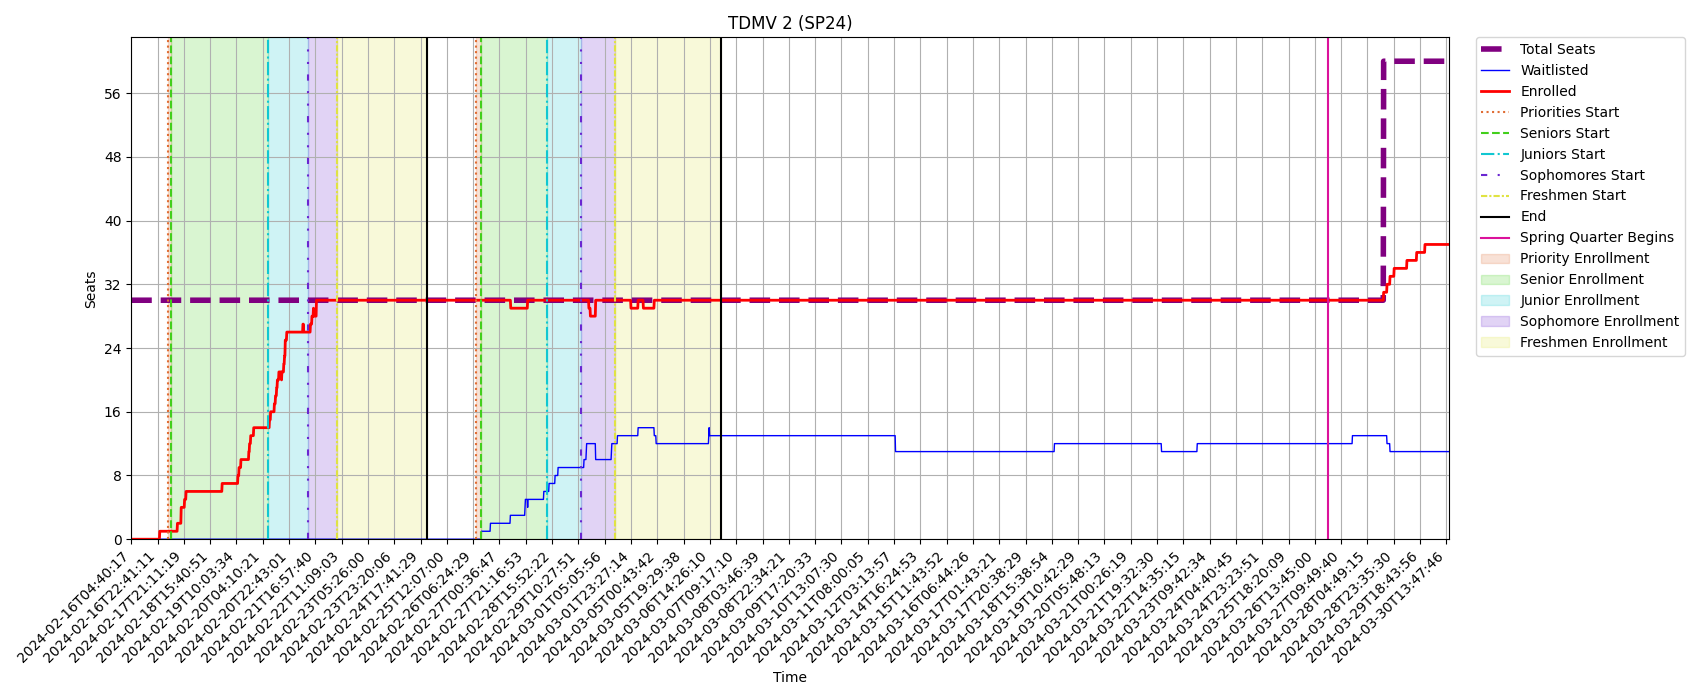 TDMV 2 (SP24)
Seats
56
48
40
32
24
16
8
0
2024-02-16T04:40:17
2024-02-16T22:41:11
2024-02-17T21:11:19
2024-02-18T15:40:51
2024-02-19T10:03:34
2024-02-20T04:10:21
2024-02-20T22:43:01
2024-02-21T16:57:40
2024-02-22T11:09:03
2024-02-23T05:26:00
2024-02-23T23:20:06
2024-02-24T17:41:29
2024-02-25T12:07:00
2024-02-26T06:24:29
2024-02-27T00:36:47
2024-02-27T21:16:53
2024-02-28T15:52:22
2024-02-29T10:27:51
2024-03-01T05:05:56
2024-03-01T23:27:14
2024-03-05T00:43:42
2024-03-05T19:29:38
2024-03-06T14:26:10
2024-03-07T09:17:10
2024-03-08T03:46:39
2024-03-08T22:34:21
2024-03-09T17:20:33
2024-03-10T13:07:30
2024-03-11T08:00:05
2024-03-12T03:13:57
2024-03-14T16:24:53
2024-03-15T11:43:52
2024-03-16T06:44:26
2024-03-17T01:43:21
2024-03-17T20:38:29
2024-03-18T15:38:54
2024-03-19T10:42:29
2024-03-20T05:48:13
2024-03-21T00:26:19
2024-03-21T19:32:30
2024-03-22T14:35:15
2024-03-23T09:42:34
2024-03-24T04:40:45
2024-03-24T23:23:51
2024-03-25T18:20:09
2024-03-26T13:45:00
2024-03-27T09:49:40
2024-03-28T04:49:15
2024-03-28T23:35:30
2024-03-29T18:43:56
2024-03-30T13:47:46
Time
Total Seats
Waitlisted
Enrolled
Priorities Start
Seniors Start
Juniors Start
Sophomores Start
Freshmen Start
End
Spring Quarter Begins
Priority Enrollment
Senior Enrollment
Junior Enrollment
Sophomore Enrollment
Freshmen Enrollment